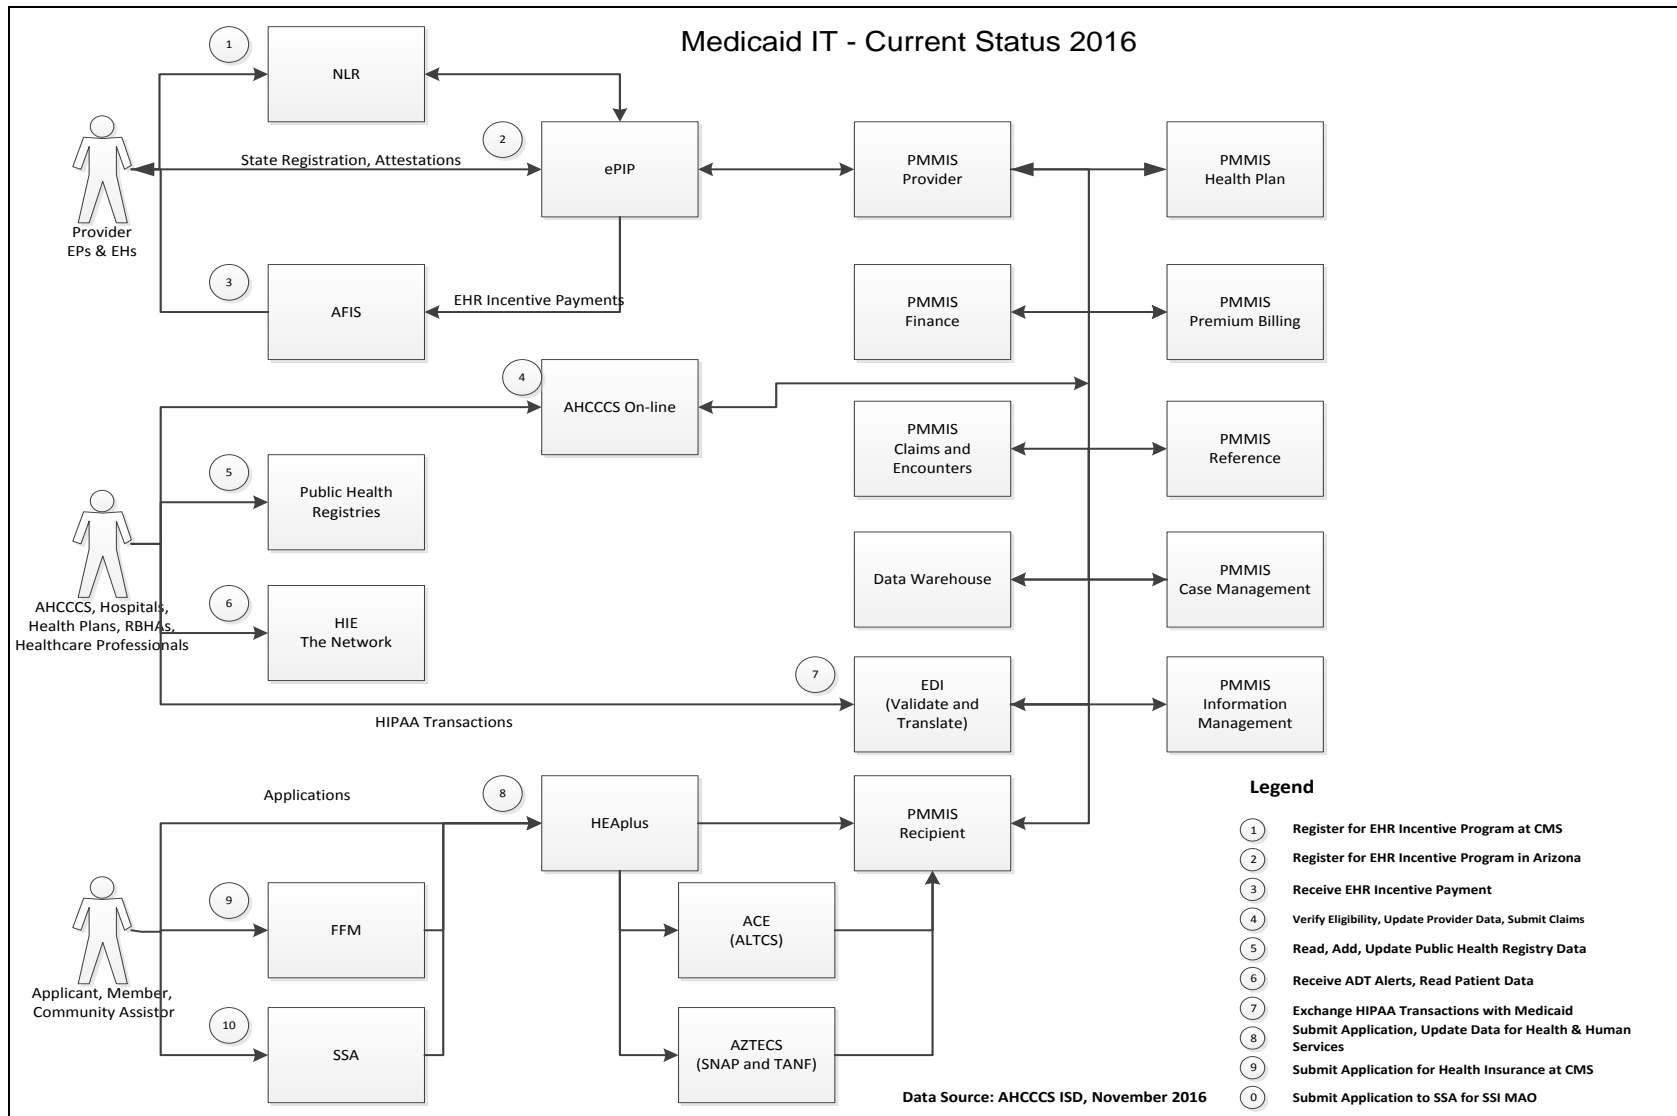 Medicaid IT - Current Status 2016
1
NLR
2
State Registration, Attestations
ePIP
PMMIS
Provider
PMMIS
Health Plan
Provider
EPs & EHs
3
AFIS
EHR Incentive Payments
PMMIS
Finance
PMMIS
Premium Billing
4
AHCCCS On-line
PMMIS
Claims and
Encounters
PMMIS
Reference
5
Public Health
Registries
AHCCCS, Hospitals,
Health Plans, RBHAs,
Healthcare Professionals
6
HIE
The Network
Data Warehouse
PMMIS
Case Management
7
HIPAA Transactions
EDI
(Validate and
Translate)
PMMIS
Information
Management
Applications
8
HEAplus
PMMIS
Recipient
9
FFM
ACE
(ALTCS)
Applicant, Member,
Community Assistor
10
SSA
AZTECS
(SNAP and TANF)
Legend
1 Register for EHR Incentive Program at CMS
2 Register for EHR Incentive Program in Arizona
3 Receive EHR Incentive Payment
4 Verify Eligibility, Update Provider Data, Submit Claims
5 Read, Add, Update Public Health Registry Data
6 Receive ADT Alerts, Read Patient Data
7 Exchange HIPAA Transactions with Medicaid
8 Submit Application, Update Data for Health & Human
Services
9 Submit Application for Health Insurance at CMS
0 Submit Application to SSA for SSI MAO
Data Source: AHCCCS ISD, November 2016